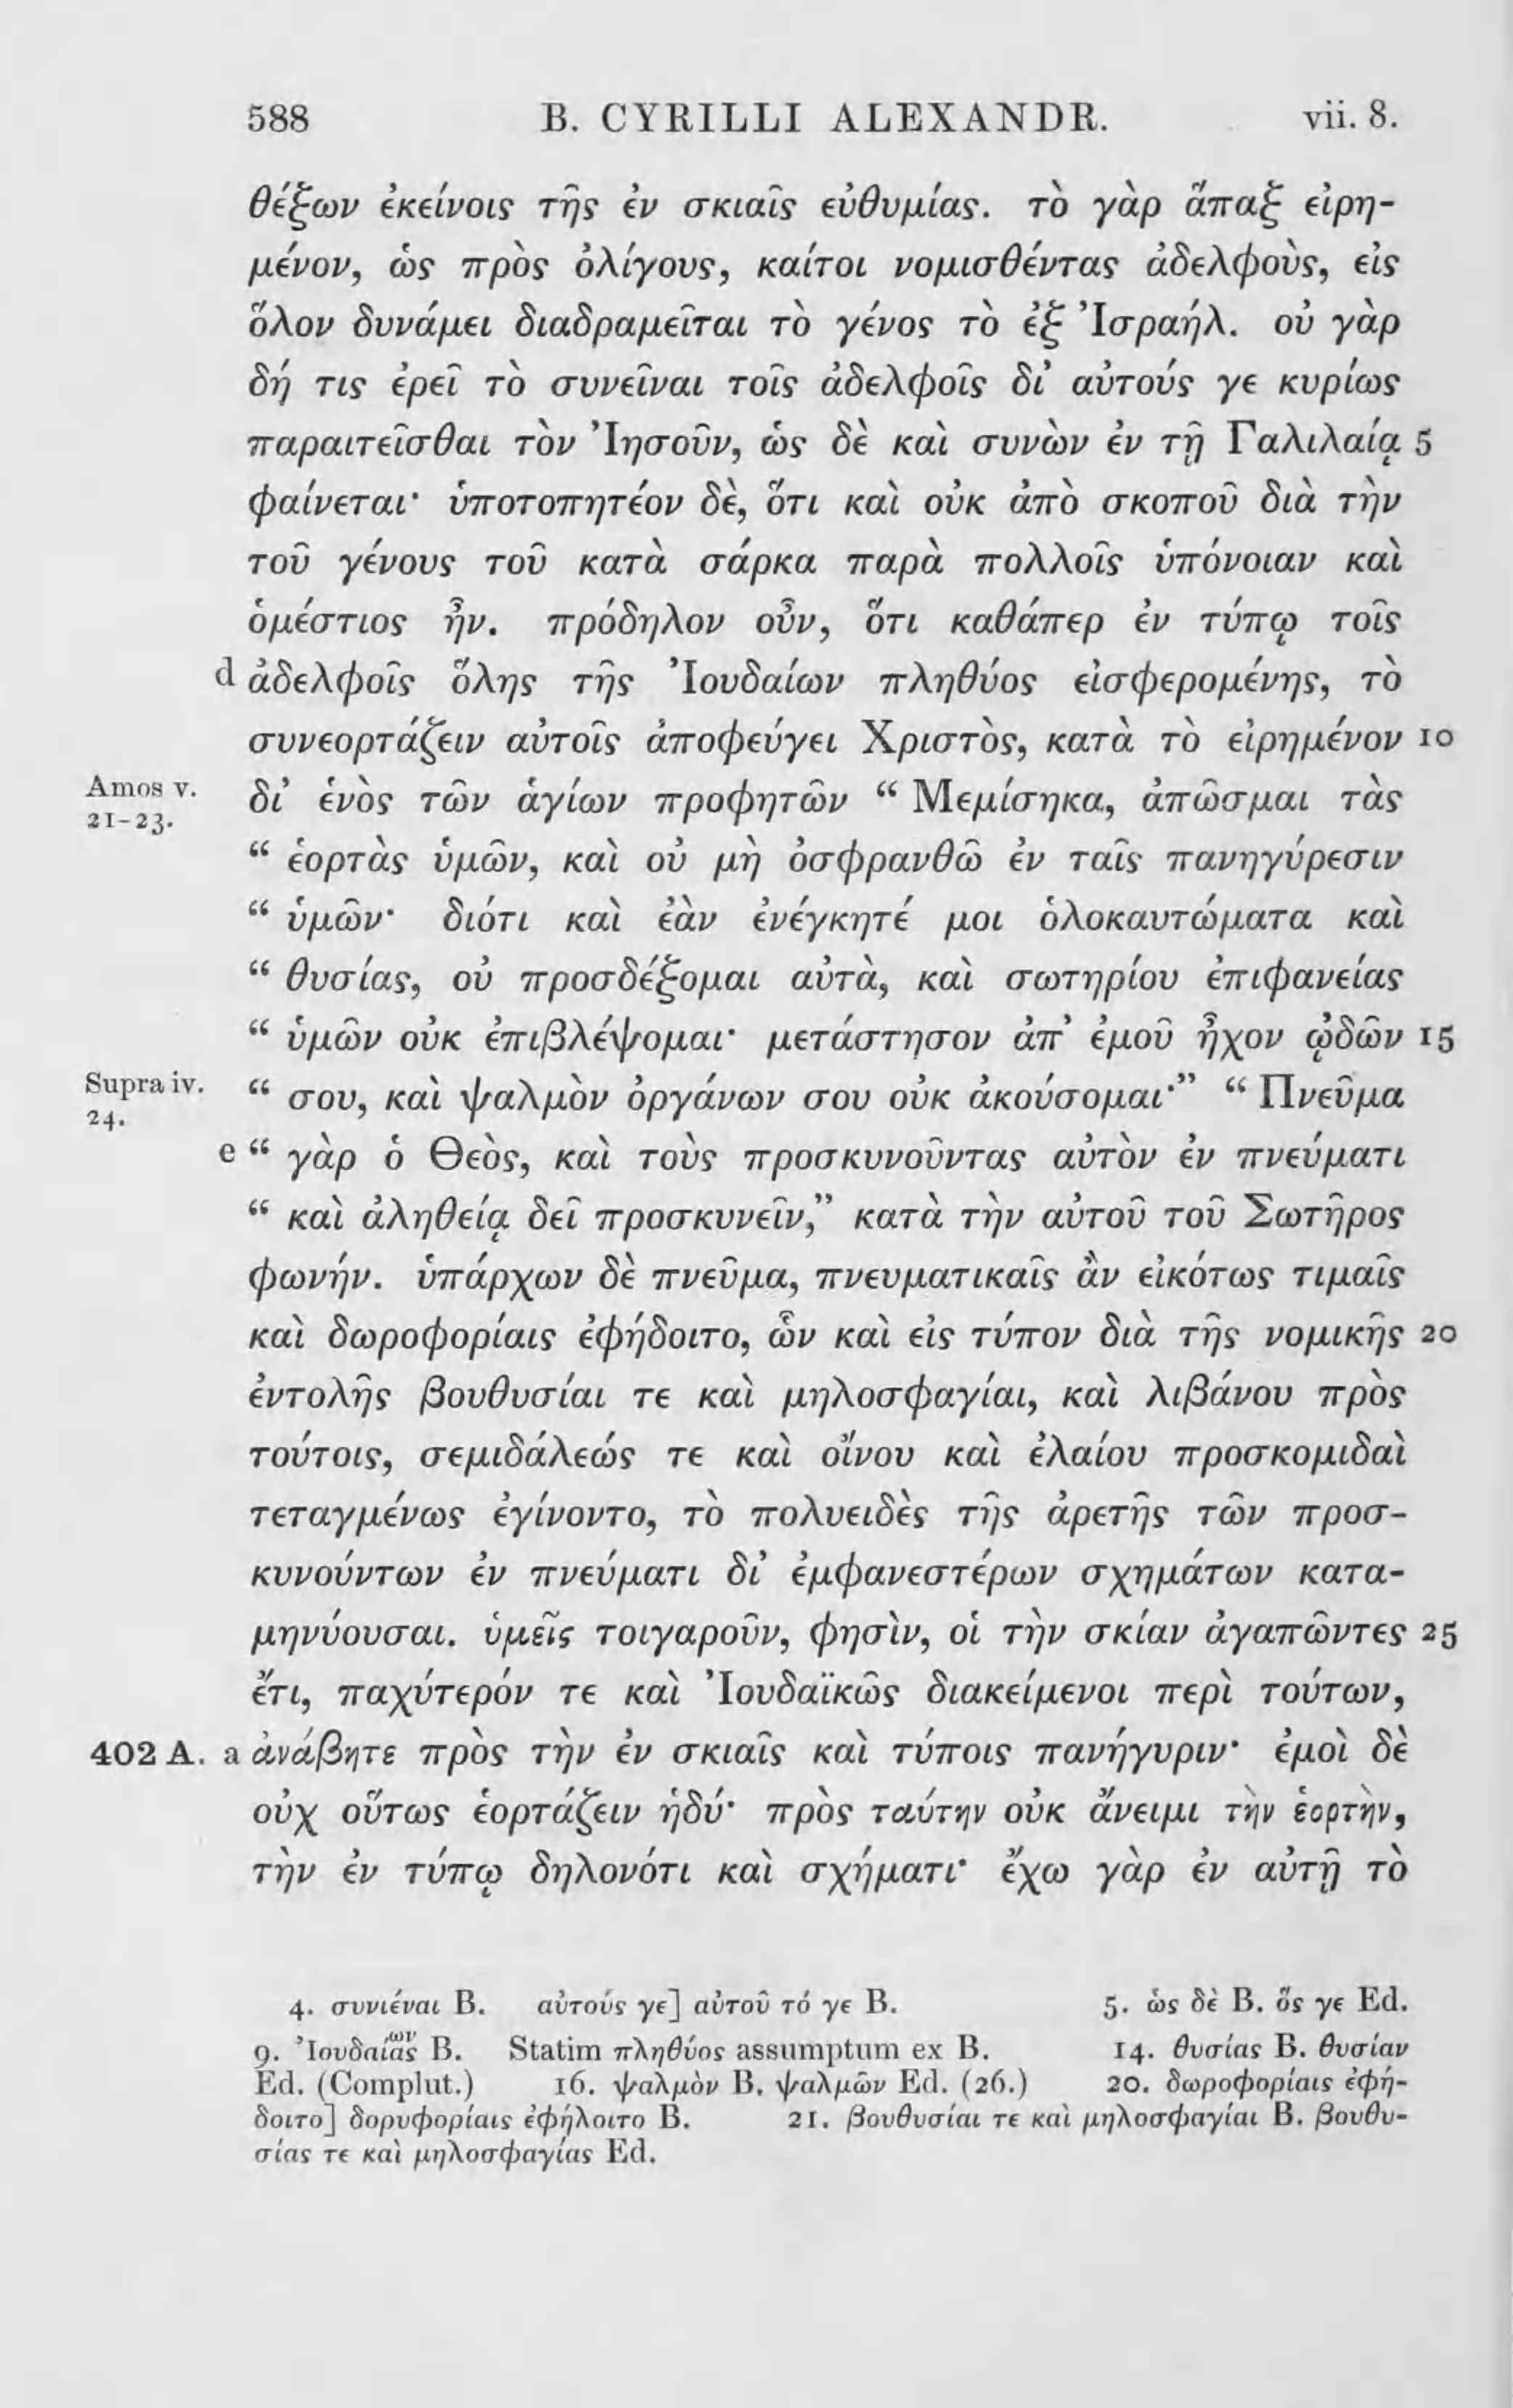 588 B. CYRILLI ALEXANDR. vii. 8.
θέξων ἐκείνοις τῆς ἐν σκιαῖς εὐθυμίας. τὸ γὰρ ἅπαξ εἰρη-
μένον, ὡς πρὸς ὀλίγους, καίτοι νομισθέντας ἀδελφοὺς, εἰς
ὅλον δυνάμει διαδραμεῖται τὸ γένος τὸ ἐξ Ἰσραήλ. οὐ γὰρ
δή τις ἐρεῖ τὸ συνεῖναι τοῖς ἀδελφοῖς δι’ αὐτούς γε κυρίως
παραιτεῖσθαι τὸν Ἰησοῦν, ὡς δὲ καὶ συνὼν ἐν τῇ Γαλιλαίᾳ 5
φαίνεται· ὑποτοπητέον δὲ, ὅτι καὶ οὐκ ἀπὸ σκοποῦ διὰ τὴν
τοῦ γένους τοῦ κατὰ σάρκα παρὰ πολλοῖς ὑπόνοιαν καὶ
ὁμέστιος ἦν. πρόδηλον οὖν, ὅτι καθάπερ ἐν τύπῳ τοῖς
d ἀδελφοῖς ὅλης τῆς Ἰουδαίων πληθύος εἰσφερομένης, τὸ
συνεορτάζειν αὐτοῖς ἀποφεύγει Χριστὸς, κατὰ τὸ εἰρημένον 10
Amos v. 21-23. δι’ ἑνὸς τῶν ἁγίων προφητῶν “ Μεμίσηκα, ἀπῶσμαι τὰς
“ ἑορτὰς ὑμῶν, καὶ οὐ μὴ ὀσφρανθῶ ἐν ταῖς πανηγύρεσιν
“ ὑμῶν· διότι καὶ ἐὰν ἐνέγκητέ μοι ὁλοκαυτώματα καὶ
“ θυσίας, οὐ προσδέξομαι αὐτὰ, καὶ σωτηρίου ἐπιφανείας
“ ὑμῶν οὐκ ἐπιβλέψομαι· μετάστησον ἀπ’ ἐμοῦ ἦχον ᾠδῶν 15
Supra iv. 24. “ σου, καὶ ψαλμὸν ὀργάνων σου οὐκ ἀκούσομαι·” “ Πνεῦμα
e “ γὰρ ὁ Θεὸς, καὶ τοὺς προσκυνοῦντας αὐτὸν ἐν πνεύματι
“ καὶ ἀληθείᾳ δεῖ προσκυνεῖν,” κατὰ τὴν αὐτοῦ τοῦ Σωτῆρος
φωνήν. ὑπάρχων δὲ πνεῦμα, πνευματικαῖς ἂν εἰκότως τιμαῖς
καὶ δωροφορίαις ἐφήδοιτο, ὧν καὶ εἰς τύπον διὰ τῆς νομικῆς 20
ἐντολῆς βουθυσίαι τε καὶ μηλοσφαγίαι, καὶ λιβάνου πρὸς
τούτοις, σεμιδάλεώς τε καὶ οἴνου καὶ ἐλαίου προσκομιδαὶ
τεταγμένως ἐγίνοντο, τὸ πολυειδὲς τῆς ἀρετῆς τῶν προσ-
κυνούντων ἐν πνεύματι δι’ ἐμφανεστέρων σχημάτων κατα-
μηνύουσαι. ὑμεῖς τοιγαροῦν, φησὶν, οἱ τὴν σκίαν ἀγαπῶντες 25
ἔτι, παχύτερόν τε καὶ Ἰουδαϊκῶς διακείμενοι περὶ τούτων,
402 A. a ἀνάβητε πρὸς τὴν ἐν σκιαῖς καὶ τύποις πανήγυριν· ἐμοὶ δὲ
οὐχ οὕτως ἑορτάζειν ἡδύ· πρὸς ταύτην οὐκ ἄνειμι τὴν ἑορτὴν,
τὴν ἐν τύπῳ δηλονότι καὶ σχήματι· ἔχω γὰρ ἐν αὐτῇ τὸ
4. συνιέναι B. αὐτούς γε] αὐτοῦ τό γε B. 5. ὡς δὲ B. ὅς γε Ed.
9. Ἰουδαίας ων B. Statim πληθύος assumptum ex B. 14. θυσίας B. θυσίαν
Ed. (Complut.) 16. ψαλμὸν B. ψαλμῶν Ed. (26.) 20. δωροφορίαις ἐφή-
δοιτο] δορυφορίαις ἐφήλοιτο B. 21. βουθυσίαι τε καὶ μηλοσφαγίαι B. βουθυ-
σίας τε καὶ μηλοσφαγίας Ed.